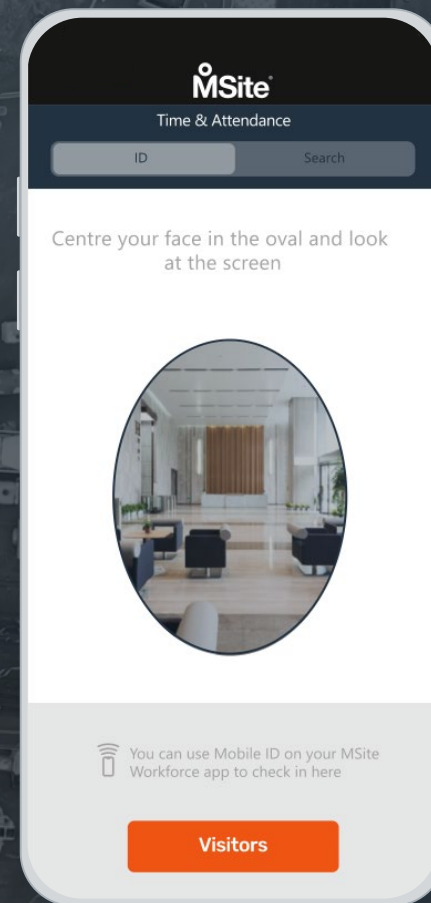 MSite®
Time & Attendance
ID
Search
Centre your face in the oval and look
at the screen
You can use Mobile ID on your MSite
Workforce app to check in here
Visitors